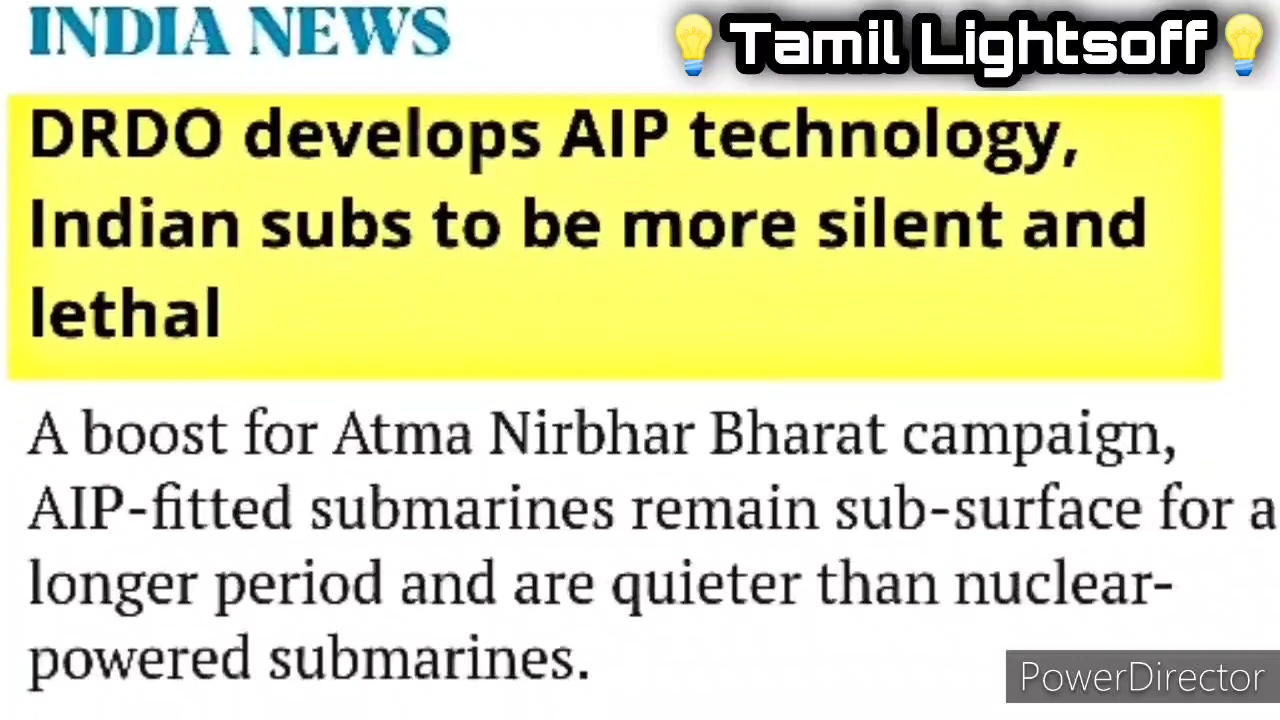 INDIA NEWS
Tamil Lightsoff
DRDO develops AIP technology,
Indian subs to be more silent and
lethal
A boost for Atma Nirbhar Bharat campaign,
AIP-fitted submarines remain sub-surface for a
longer period and are quieter than nuclear-
powered submarines.
PowerDirector